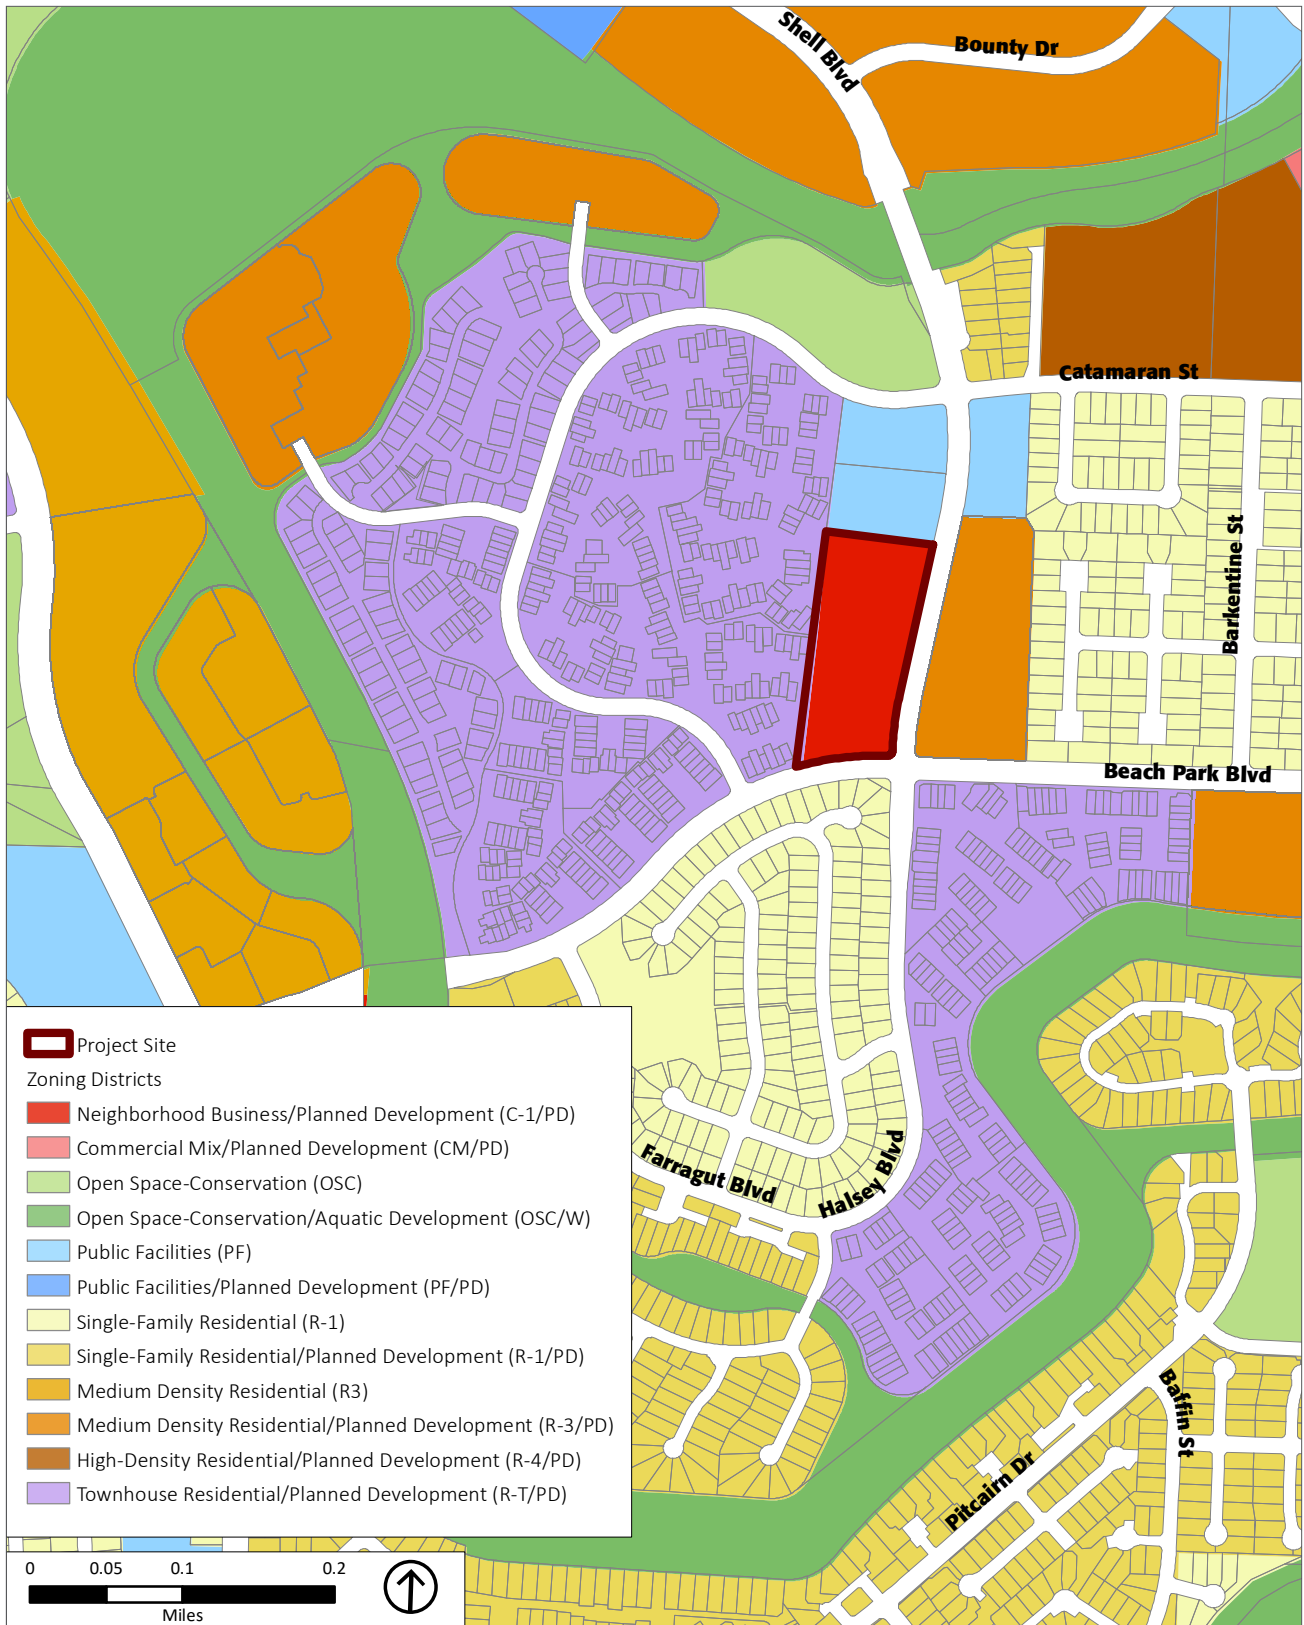 Shell Blvd
Bounty Dr
Catamaran St
Barkentine St
Beach Park Blvd
Farragut Blvd
Halsey Blvd
Baffin St
Pitcairn Dr
Project Site
Zoning Districts
Neighborhood Business/Planned Development (C-1/PD)
Commercial Mix/Planned Development (CM/PD)
Open Space-Conservation (OSC)
Open Space-Conservation/Aquatic Development (OSC/W)
Public Facilities (PF)
Public Facilities/Planned Development (PF/PD)
Single-Family Residential (R-1)
Single-Family Residential/Planned Development (R-1/PD)
Medium Density Residential (R3)
Medium Density Residential/Planned Development (R-3/PD)
High-Density Residential/Planned Development (R-4/PD)
Townhouse Residential/Planned Development (R-T/PD)
0 0.05 0.1 0.2
Miles